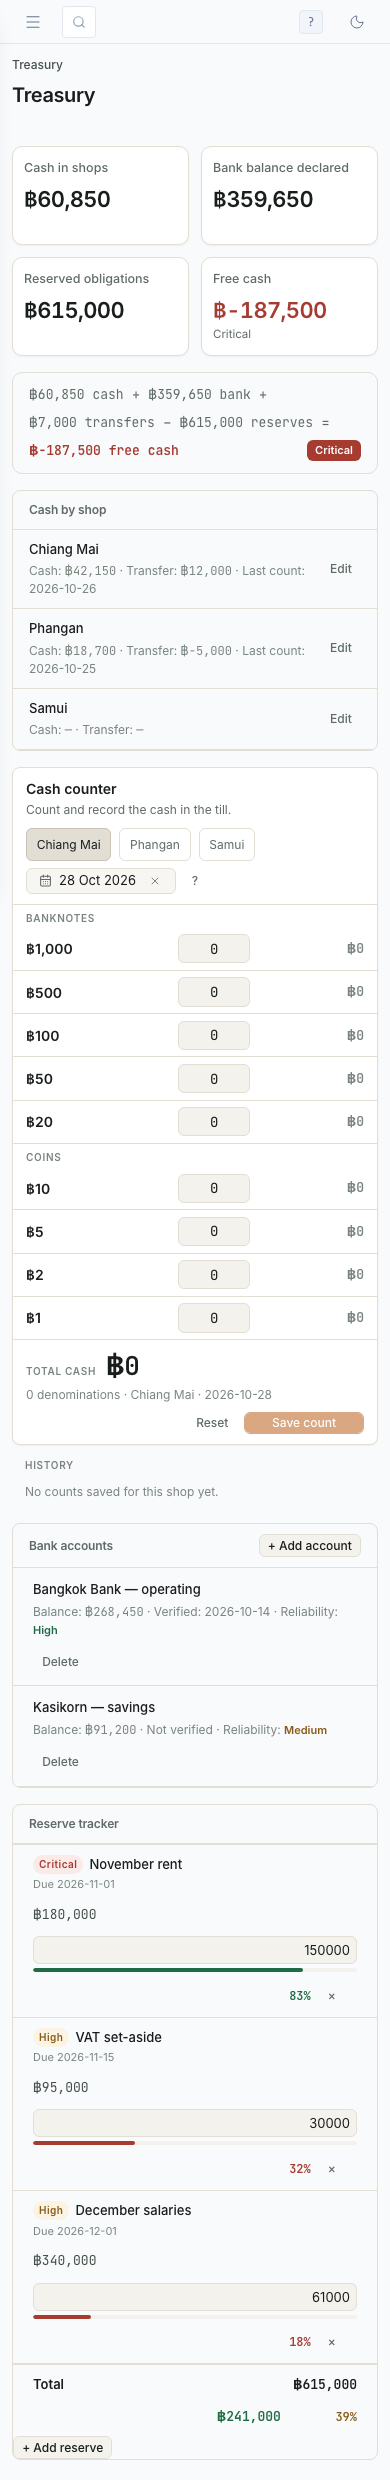 ?
Treasury
Treasury
Cash in shops
฿60,850
Bank balance declared
฿359,650
Reserved obligations
฿615,000
Free cash
฿-187,500
Critical
฿60,850 cash + ฿359,650 bank +
฿7,000 transfers − ฿615,000 reserves =
฿-187,500 free cash
Critical
Cash by shop
Chiang Mai
Cash: ฿42,150 · Transfer: ฿12,000 · Last count:
2026-10-26
Edit
Phangan
Cash: ฿18,700 · Transfer: ฿-5,000 · Last count:
2026-10-25
Edit
Samui
Cash: — · Transfer: —
Edit
Cash counter
Count and record the cash in the till.
Chiang Mai
Phangan
Samui
28 Oct 2026 ×
?
BANKNOTES
฿1,000 0 ฿0
฿500 0 ฿0
฿100 0 ฿0
฿50 0 ฿0
฿20 0 ฿0
COINS
฿10 0 ฿0
฿5 0 ฿0
฿2 0 ฿0
฿1 0 ฿0
TOTAL CASH ฿0
0 denominations · Chiang Mai · 2026-10-28
Reset
Save count
HISTORY
No counts saved for this shop yet.
Bank accounts
+ Add account
Bangkok Bank — operating
Balance: ฿268,450 · Verified: 2026-10-14 · Reliability:
High
Delete
Kasikorn — savings
Balance: ฿91,200 · Not verified · Reliability: Medium
Delete
Reserve tracker
Critical November rent
Due 2026-11-01
฿180,000
150000
83% ×
High VAT set-aside
Due 2026-11-15
฿95,000
30000
32% ×
High December salaries
Due 2026-12-01
฿340,000
61000
18% ×
Total ฿615,000
฿241,000 39%
+ Add reserve